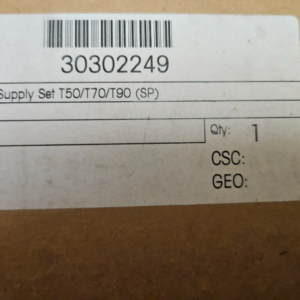 30302249
Supply Set T50/T70/T90 (SP)
Qty: 1
CSC:
GEO: